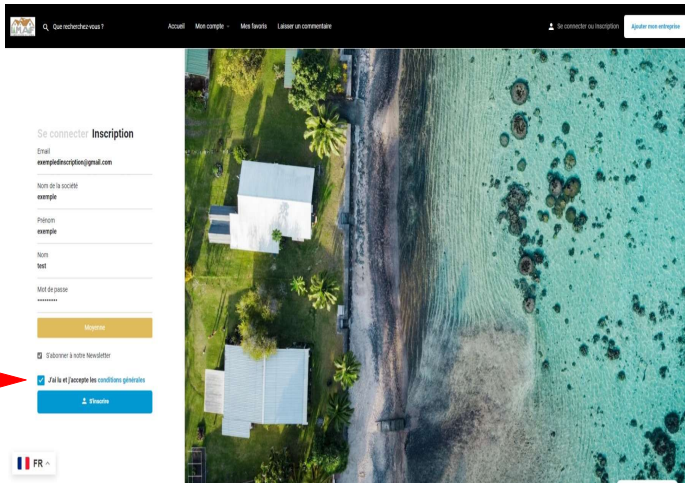 Que recherchez-vous ?
Accueil
Mon compte
Mes favoris
Laisser un commentaire
Se connecter ou Inscription
Ajouter mon entreprise
Se connecter Inscription
Email
exempledinscription@gmail.com
Nom de la société
exemple
Prénom
exemple
Nom
test
Mot de passe
••••••••••
Moyenne
S'abonner à notre Newsletter
J'ai lu et j'accepte les conditions générales
S'inscrire
FR